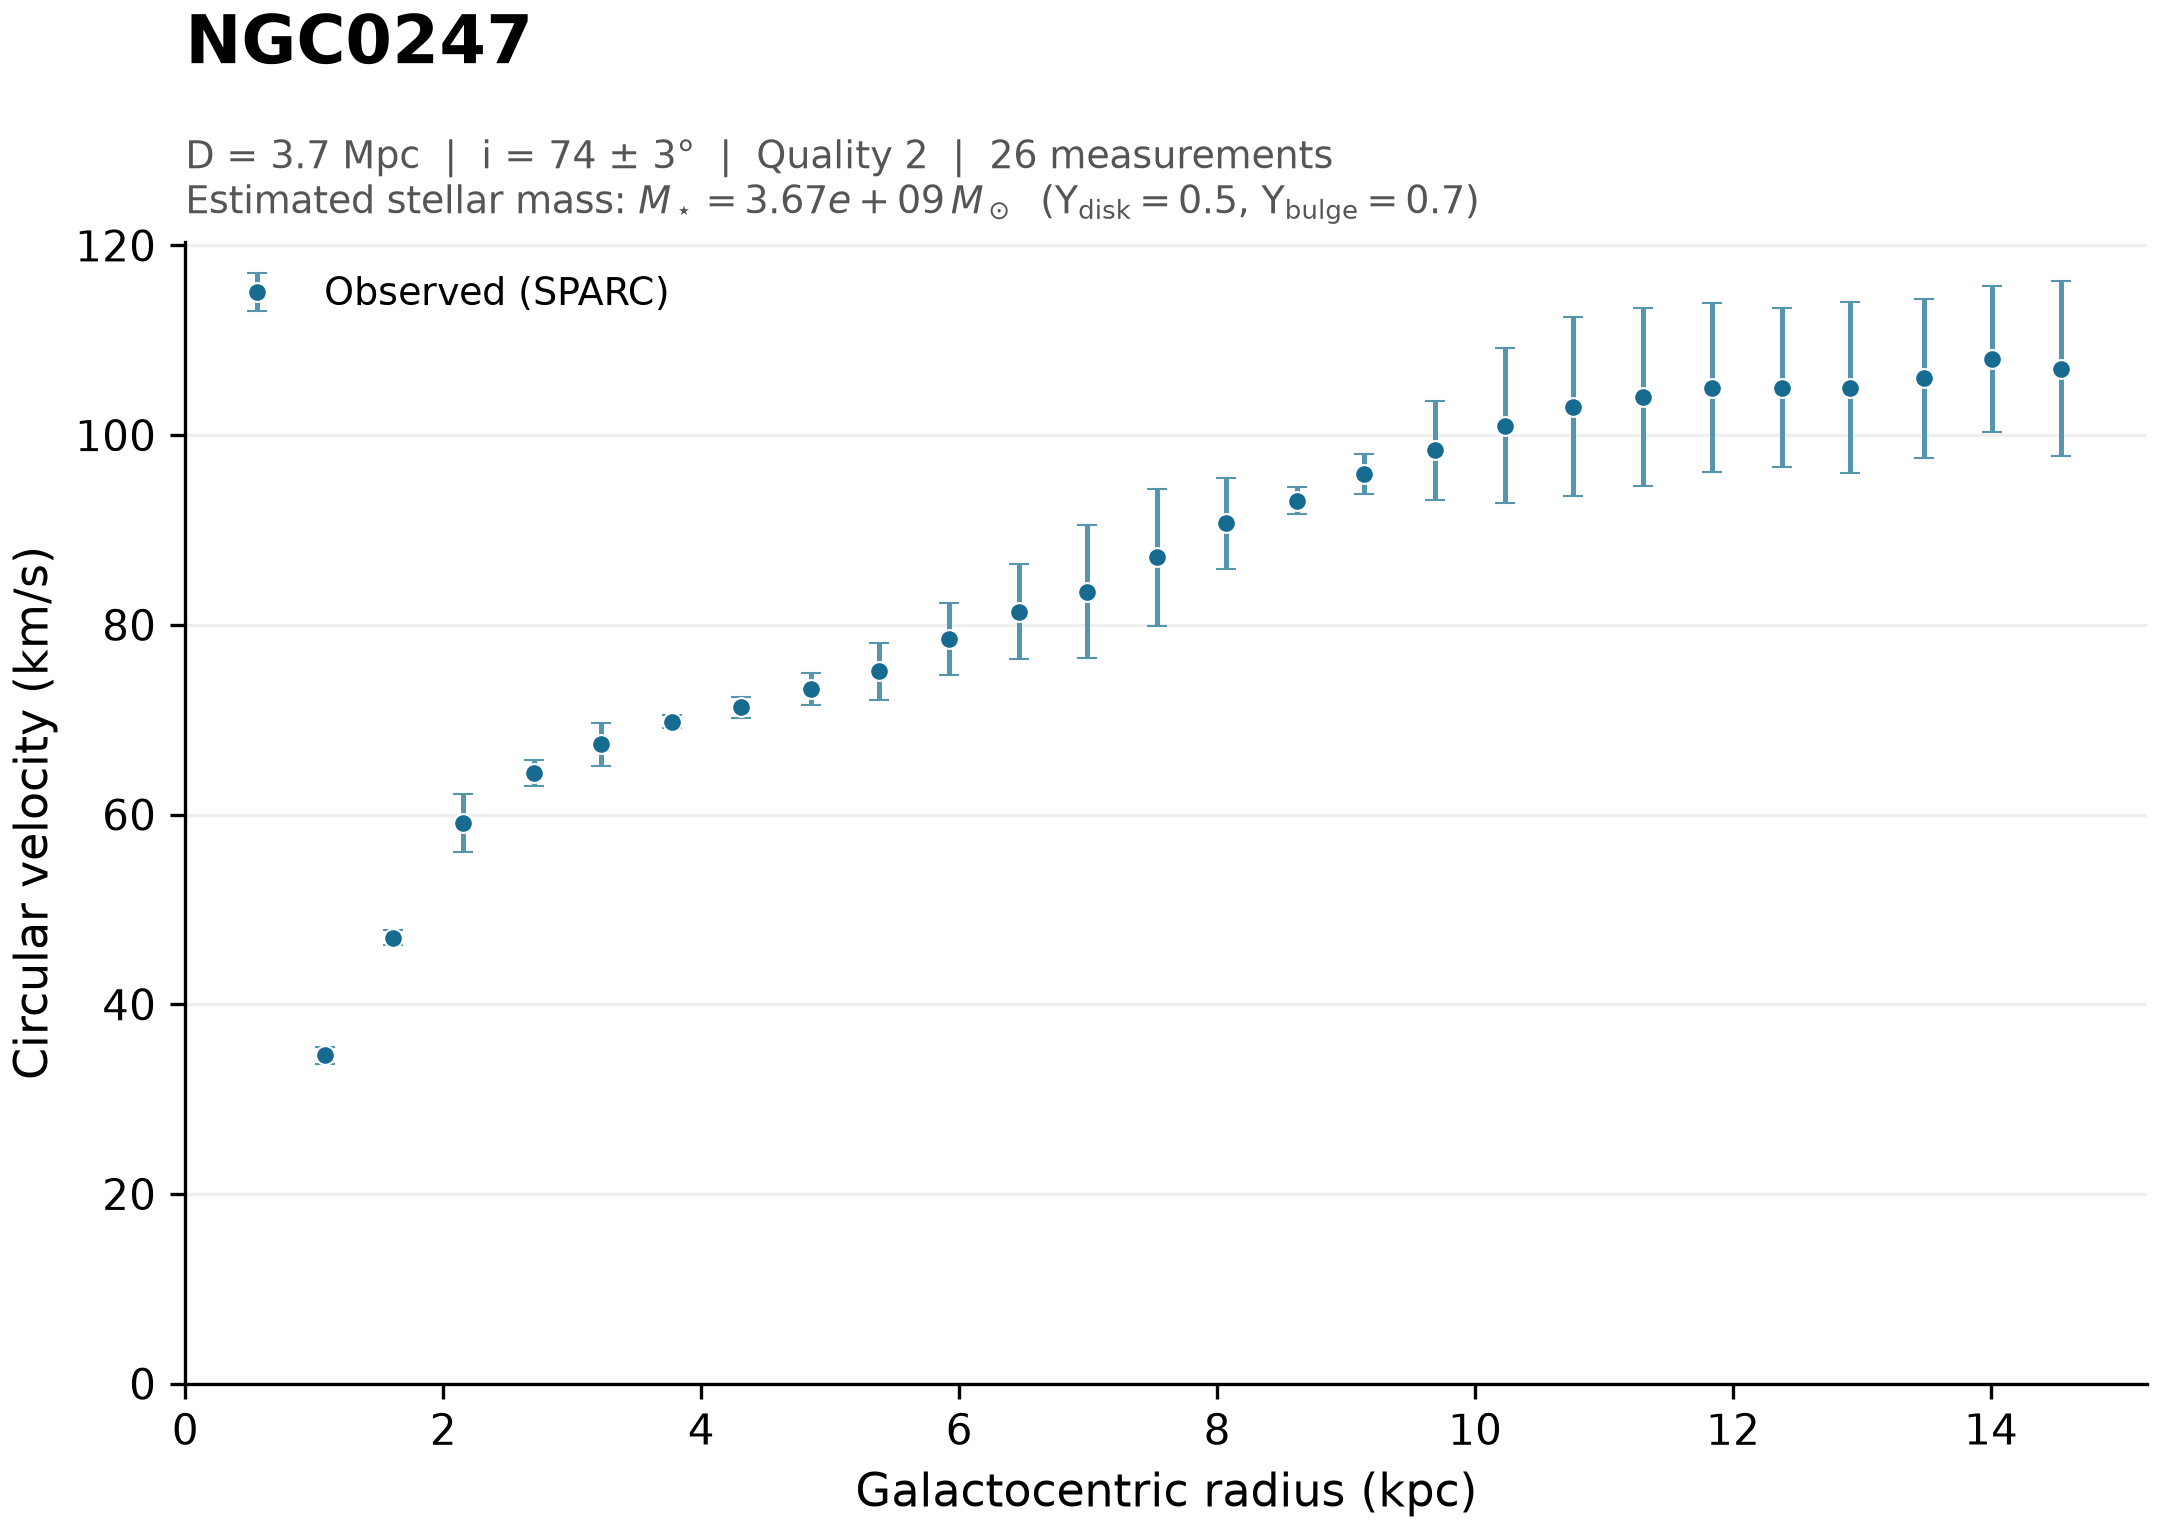 NGC0247
D = 3.7 Mpc | i = 74 ± 3° | Quality 2 | 26 measurements
Estimated stellar mass: M⋆ = 3.67e + 09 M⊙ (Υdisk = 0.5, Υbulge = 0.7)
120
Observed (SPARC)
100
80
60
40
20
0
Circular velocity (km/s)
0 2 4 6 8 10 12 14
Galactocentric radius (kpc)